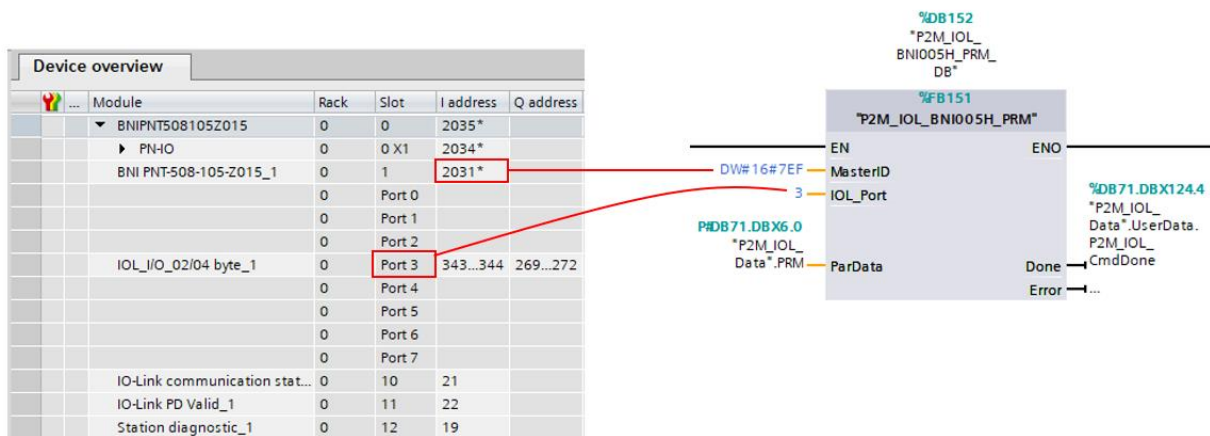 Device overview
... Module Rack Slot I address Q address
BNIPNT508105Z015 0 0 2035*
PN-IO 0 0 X1 2034*
BNI PNT-508-105-Z015_1 0 1 2031*
0 Port 0
0 Port 1
0 Port 2
IOL_I/O_02/04 byte_1 0 Port 3 343...344 269...272
0 Port 4
0 Port 5
0 Port 6
0 Port 7
IO-Link communication stat... 0 10 21
IO-Link PD Valid_1 0 11 22
Station diagnostic_1 0 12 19
%DB152
"P2M_IOL_
BNI005H_PRM_
DB"
%FB151
"P2M_IOL_BNI005H_PRM"
EN ENO
DW#16#7EF MasterID
3 IOL_Port
P#DB71.DBX6.0
"P2M_IOL_
Data".PRM ParData
%DB71.DBX124.4
"P2M_IOL_
Data".UserData.
P2M_IOL_
CmdDone
Done
Error ...